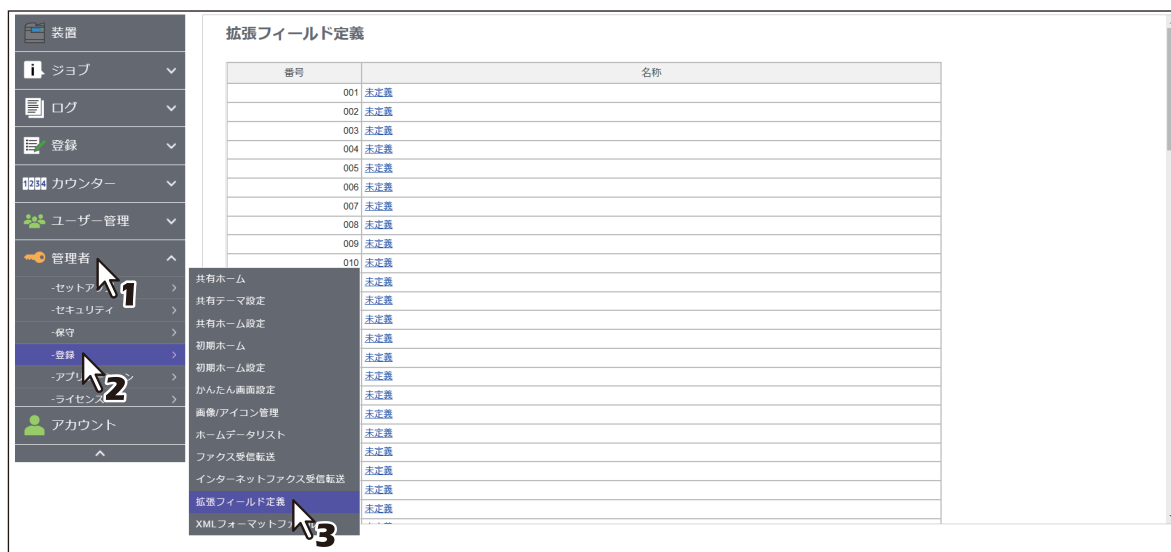 装置
ジョブ
ログ
登録
1234 カウンター
ユーザー管理
管理者
1
-セットア
-セキュリティ
-保守
-登録
2
-アプリ
-ライセンス
アカウント
共有ホーム
共有テーマ設定
共有ホーム設定
初期ホーム
初期ホーム設定
かんたん画面設定
画像/アイコン管理
ホームデータリスト
ファクス受信転送
インターネットファクス受信転送
拡張フィールド定義
3
XMLフォーマットファ
拡張フィールド定義
番号 名称
001 未定義
002 未定義
003 未定義
004 未定義
005 未定義
006 未定義
007 未定義
008 未定義
009 未定義
010 未定義
未定義
未定義
未定義
未定義
未定義
未定義
未定義
未定義
未定義
未定義
未定義
未定義
未定義